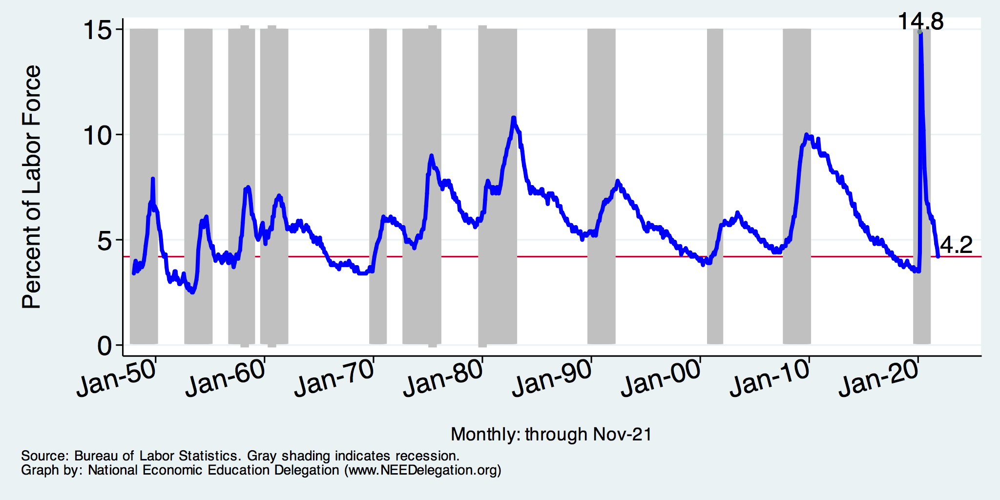 14.8
15
10
5
0
Percent of Labor Force
4.2
Jan-50
Jan-60
Jan-70
Jan-80
Jan-90
Jan-00
Jan-10
Jan-20
Monthly: through Nov-21
Source: Bureau of Labor Statistics. Gray shading indicates recession.
Graph by: National Economic Education Delegation (www.NEEDelegation.org)